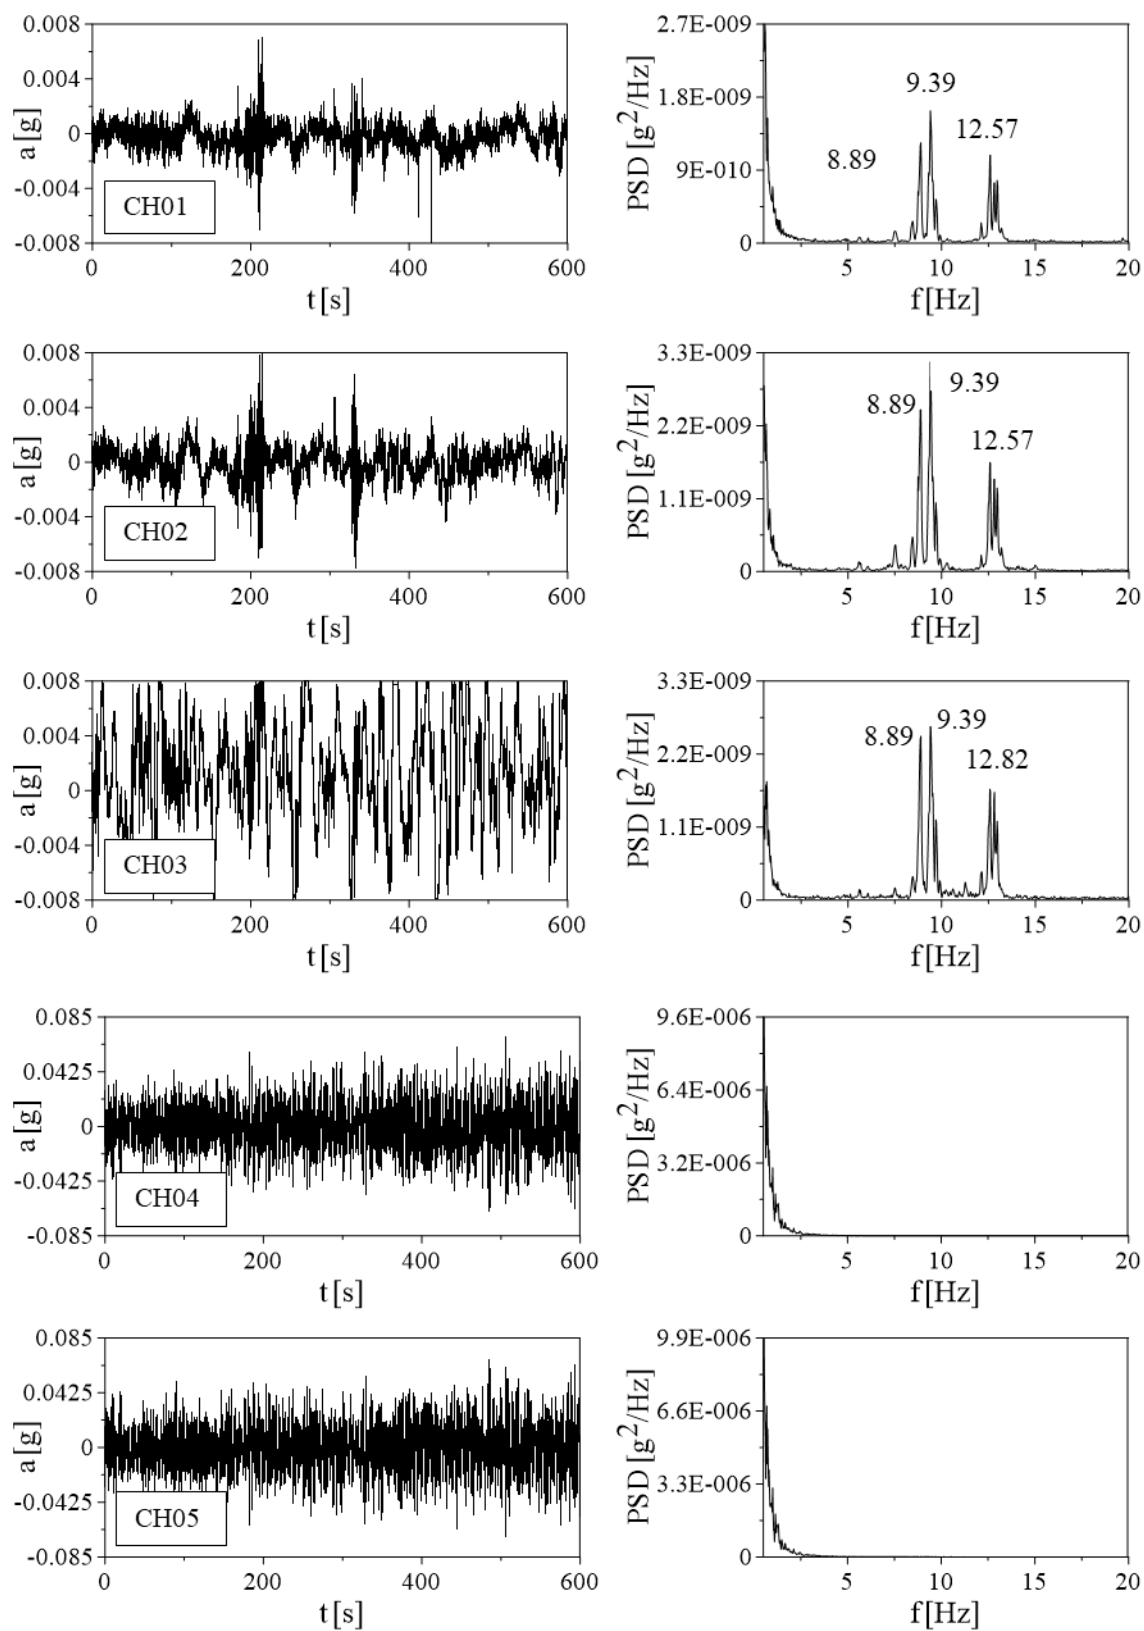 0.008
0.004
0
-0.004
-0.008
a [g]
CH01
0 200 400 600
t [s]
2.7E-009
1.8E-009
9E-010
0
PSD [g²/Hz]
8.89
9.39
12.57
5 10 15 20
f [Hz]
0.008
0.004
0
-0.004
-0.008
a [g]
CH02
0 200 400 600
t [s]
3.3E-009
2.2E-009
1.1E-009
0
PSD [g²/Hz]
8.89
9.39
12.57
5 10 15 20
f [Hz]
0.008
0.004
0
-0.004
-0.008
a [g]
CH03
0 200 400 600
t [s]
3.3E-009
2.2E-009
1.1E-009
0
PSD [g²/Hz]
8.89
9.39
12.82
5 10 15 20
f [Hz]
0.085
0.0425
0
-0.0425
-0.085
a [g]
CH04
0 200 400 600
t [s]
9.6E-006
6.4E-006
3.2E-006
0
PSD [g²/Hz]
5 10 15 20
f [Hz]
0.085
0.0425
0
-0.0425
-0.085
a [g]
CH05
0 200 400 600
t [s]
9.9E-006
6.6E-006
3.3E-006
0
PSD [g²/Hz]
5 10 15 20
f [Hz]